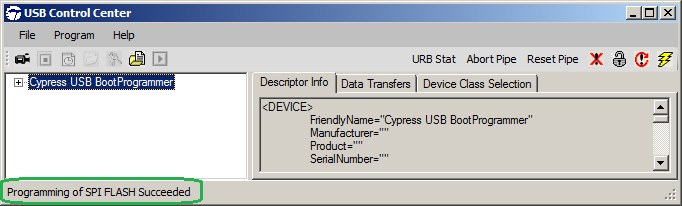 USB Control Center
File Program Help
URB Stat Abort Pipe Reset Pipe
Cypress USB BootProgrammer
Descriptor Info Data Transfers Device Class Selection
<DEVICE>
FriendlyName="Cypress USB BootProgrammer"
Manufacturer=""
Product=""
SerialNumber=""
Programming of SPI FLASH Succeeded